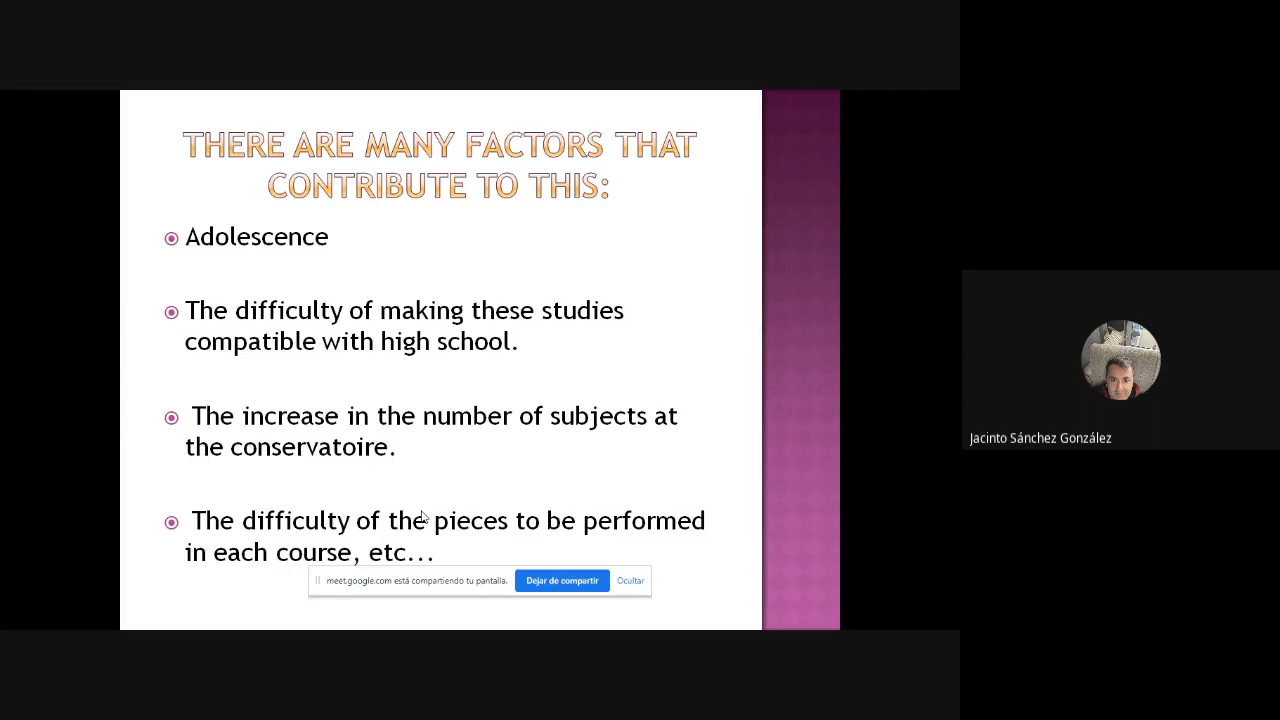 THERE ARE MANY FACTORS THAT
CONTRIBUTE TO THIS:
Adolescence
The difficulty of making these studies
compatible with high school.
The increase in the number of subjects at
the conservatoire.
The difficulty of the pieces to be performed
in each course, etc...
meet.google.com está compartiendo tu pantalla. Dejar de compartir Ocultar
Jacinto Sánchez González